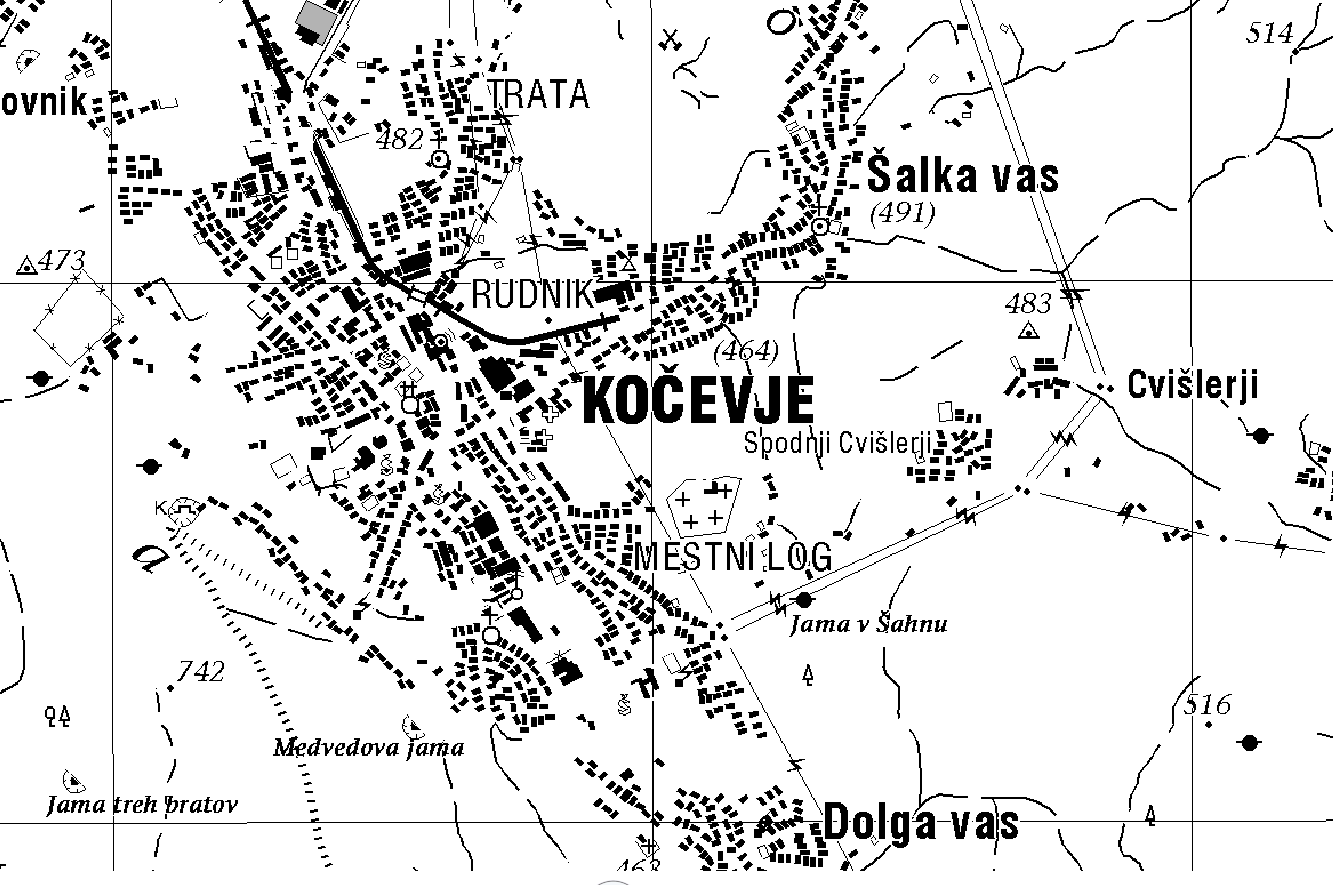 514
TRATA
ovnik
482
Šalka vas
(491)
473
RUDNIK
483
(464)
KOČEVJE
Cvišlerji
Spodnji Cvišlerji
K
a
MESTNI LOG
Jama v Šahnu
742
516
Medvedova jama
Jama treh bratov
Dolga vas